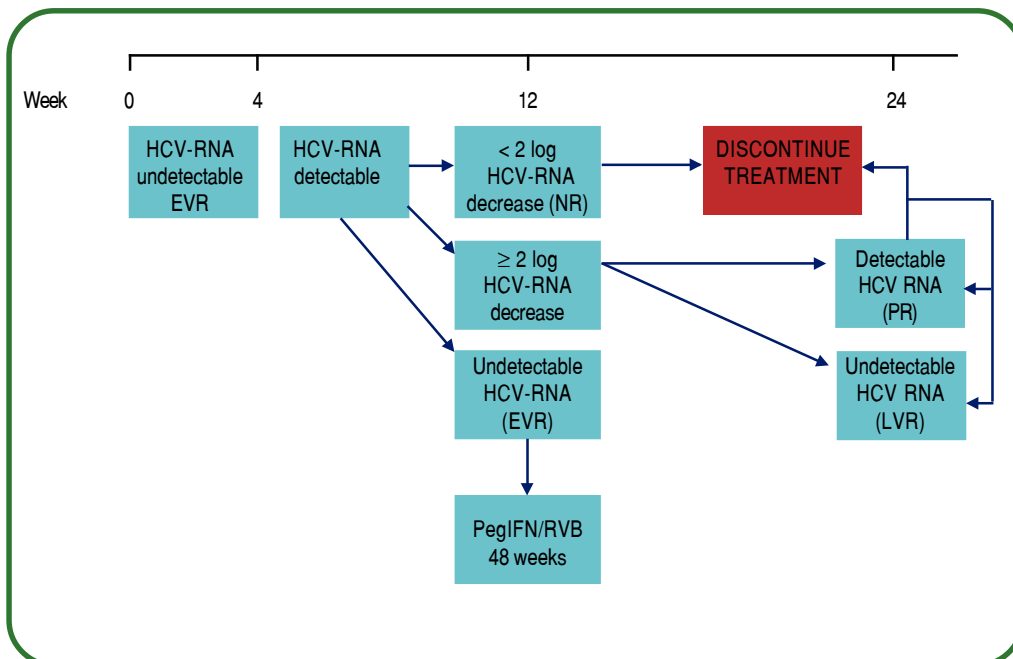 Week
0
4
12
24
HCV-RNA
undetectable
EVR
HCV-RNA
detectable
< 2 log
HCV-RNA
decrease (NR)
DISCONTINUE
TREATMENT
≥ 2 log
HCV-RNA
decrease
Detectable
HCV RNA
(PR)
Undetectable
HCV-RNA
(EVR)
Undetectable
HCV RNA
(LVR)
PegIFN/RVB
48 weeks